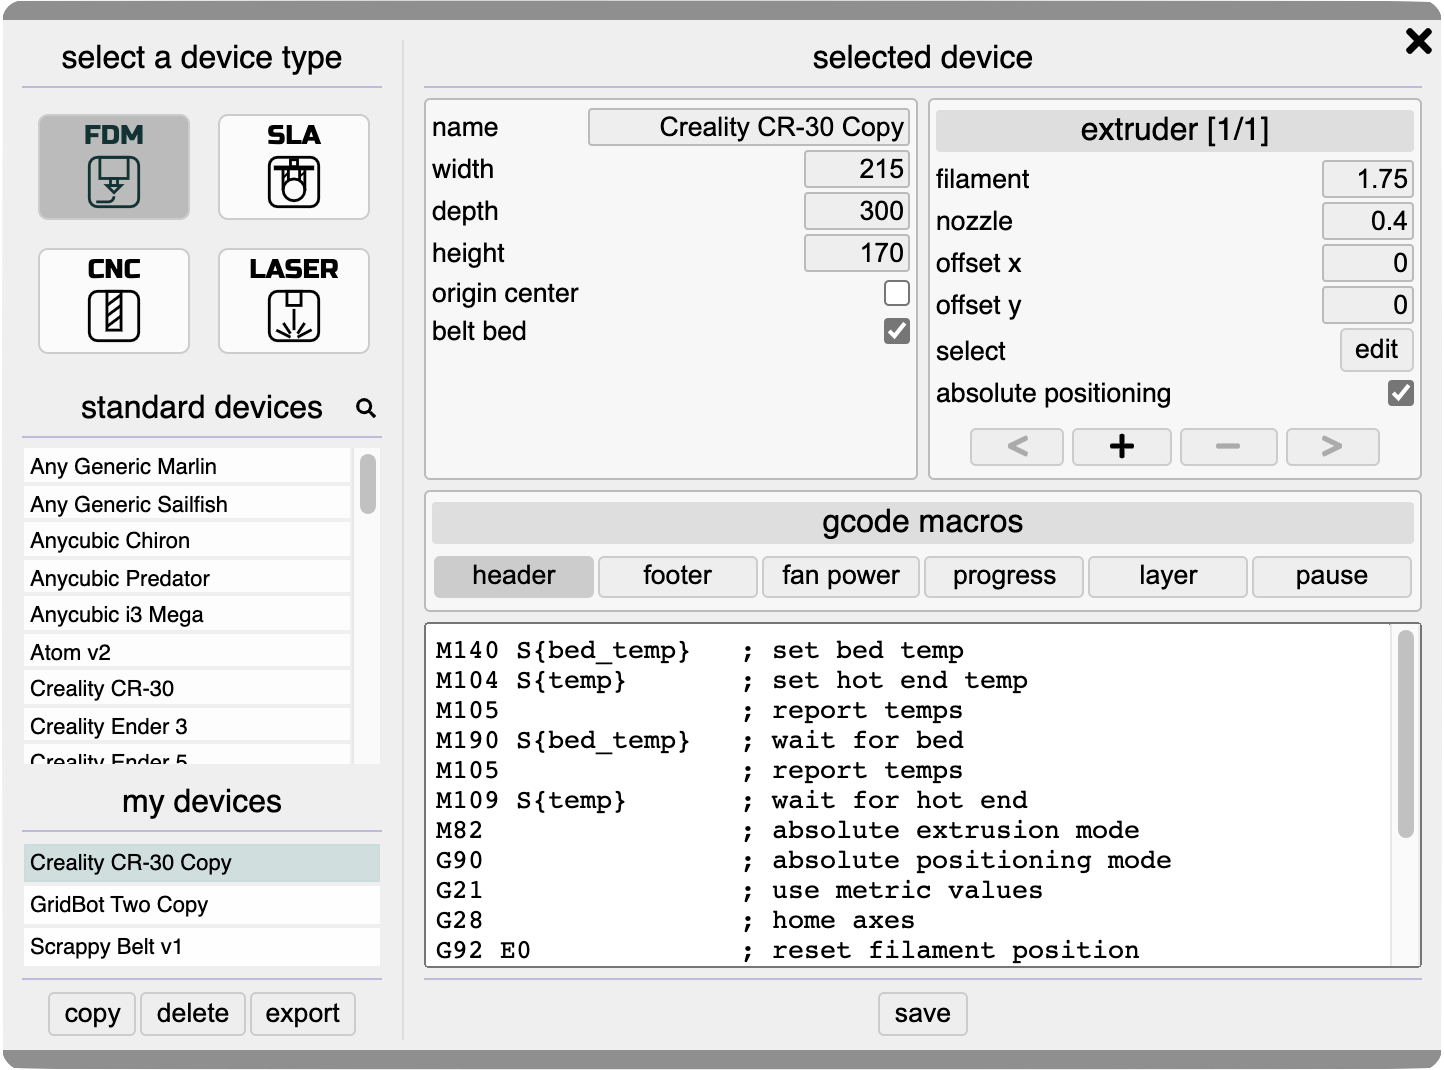 select a device type
FDM
SLA
CNC
LASER
standard devices
Any Generic Marlin
Any Generic Sailfish
Anycubic Chiron
Anycubic Predator
Anycubic i3 Mega
Atom v2
Creality CR-30
Creality Ender 3
Creality Ender 5
my devices
Creality CR-30 Copy
GridBot Two Copy
Scrappy Belt v1
copy delete export
selected device
name Creality CR-30 Copy
width 215
depth 300
height 170
origin center
belt bed
extruder [1/1]
filament 1.75
nozzle 0.4
offset x 0
offset y 0
select edit
absolute positioning
< + − >
gcode macros
header footer fan power progress layer pause
M140 S{bed_temp} ; set bed temp
M104 S{temp} ; set hot end temp
M105 ; report temps
M190 S{bed_temp} ; wait for bed
M105 ; report temps
M109 S{temp} ; wait for hot end
M82 ; absolute extrusion mode
G90 ; absolute positioning mode
G21 ; use metric values
G28 ; home axes
G92 E0 ; reset filament position
save